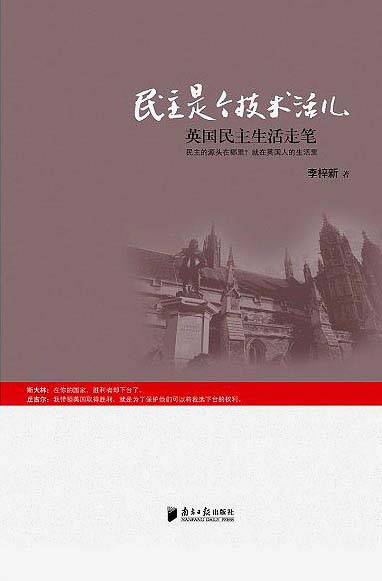 民主是个技术活儿
英国民主生活走笔
民主的源头在哪里？就在英国人的生活里
李梓新 著
斯大林：在你的国家，胜利者却下台了。
丘吉尔：我带领英国取得胜利，就是为了保护他们可以将我选下台的权利。
南方日报出版社
NANFANG DAILY PRESS